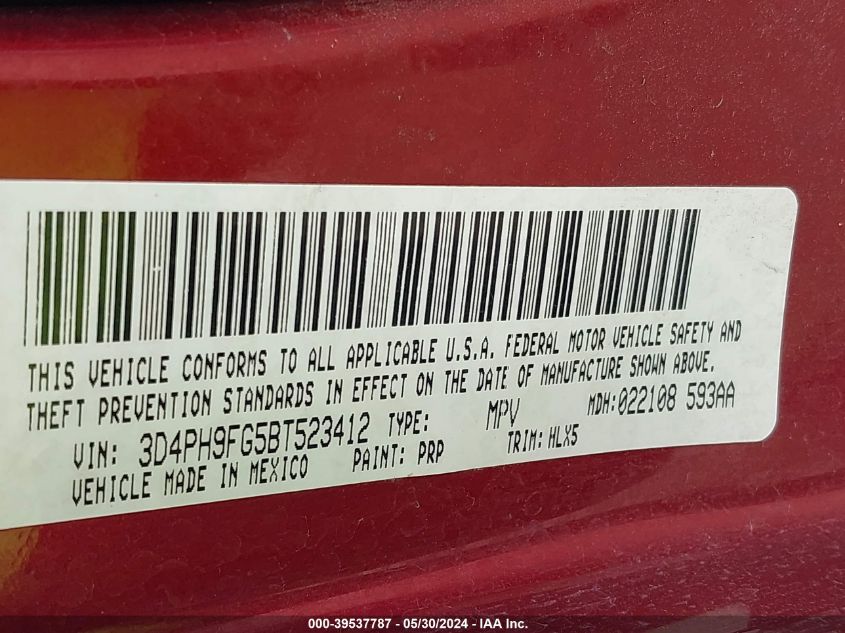 THIS VEHICLE CONFORMS TO ALL APPLICABLE U.S.A. FEDERAL MOTOR VEHICLE SAFETY AND
THEFT PREVENTION STANDARDS IN EFFECT ON THE DATE OF MANUFACTURE SHOWN ABOVE.
VIN: 3D4PH9FG5BT523412 TYPE: MPV MDH:022108 593AA
VEHICLE MADE IN MEXICO PAINT: PRP TRIM: HLX5
000-39537787 - 05/30/2024 - IAA Inc.